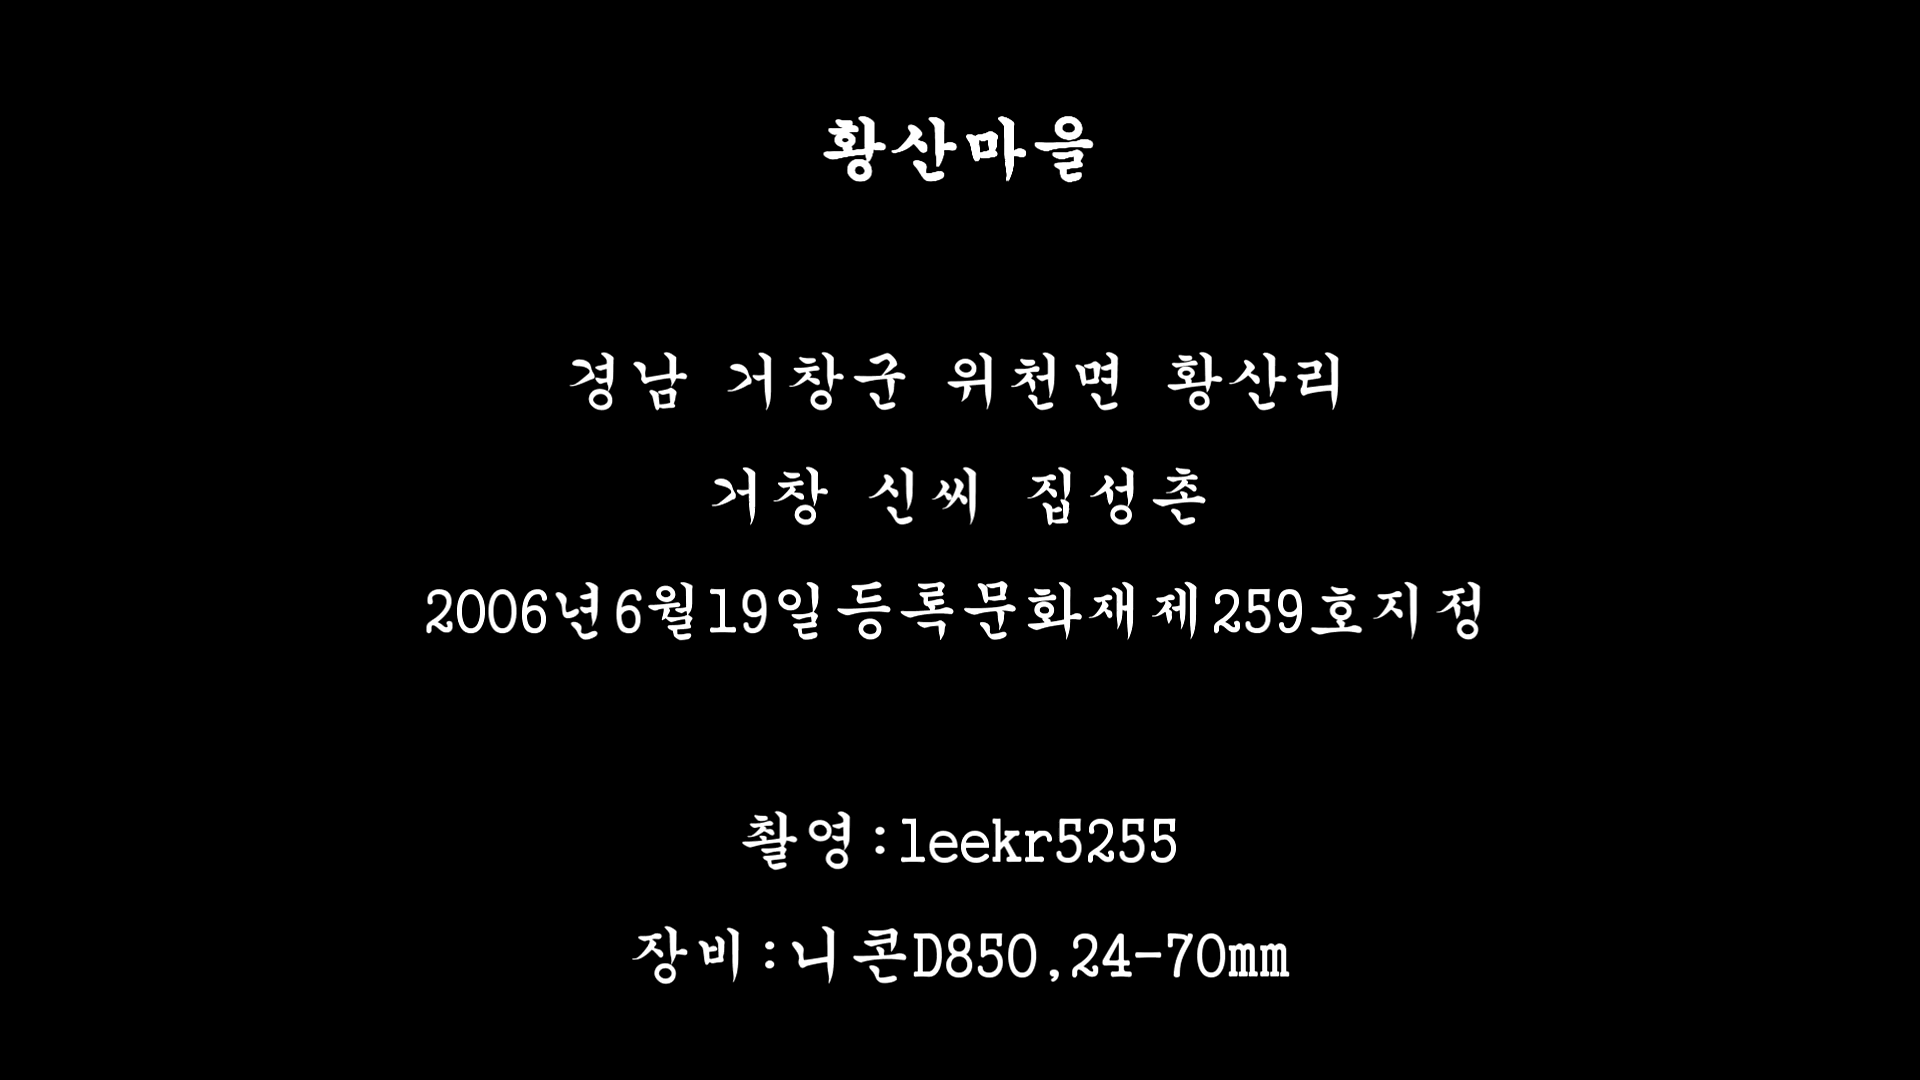 황산마을
경남 거창군 위천면 황산리
거창 신씨 집성촌
2006년6월19일등록문화재제259호지정
촬영:leekr5255
장비:니콘D850,24-70mm